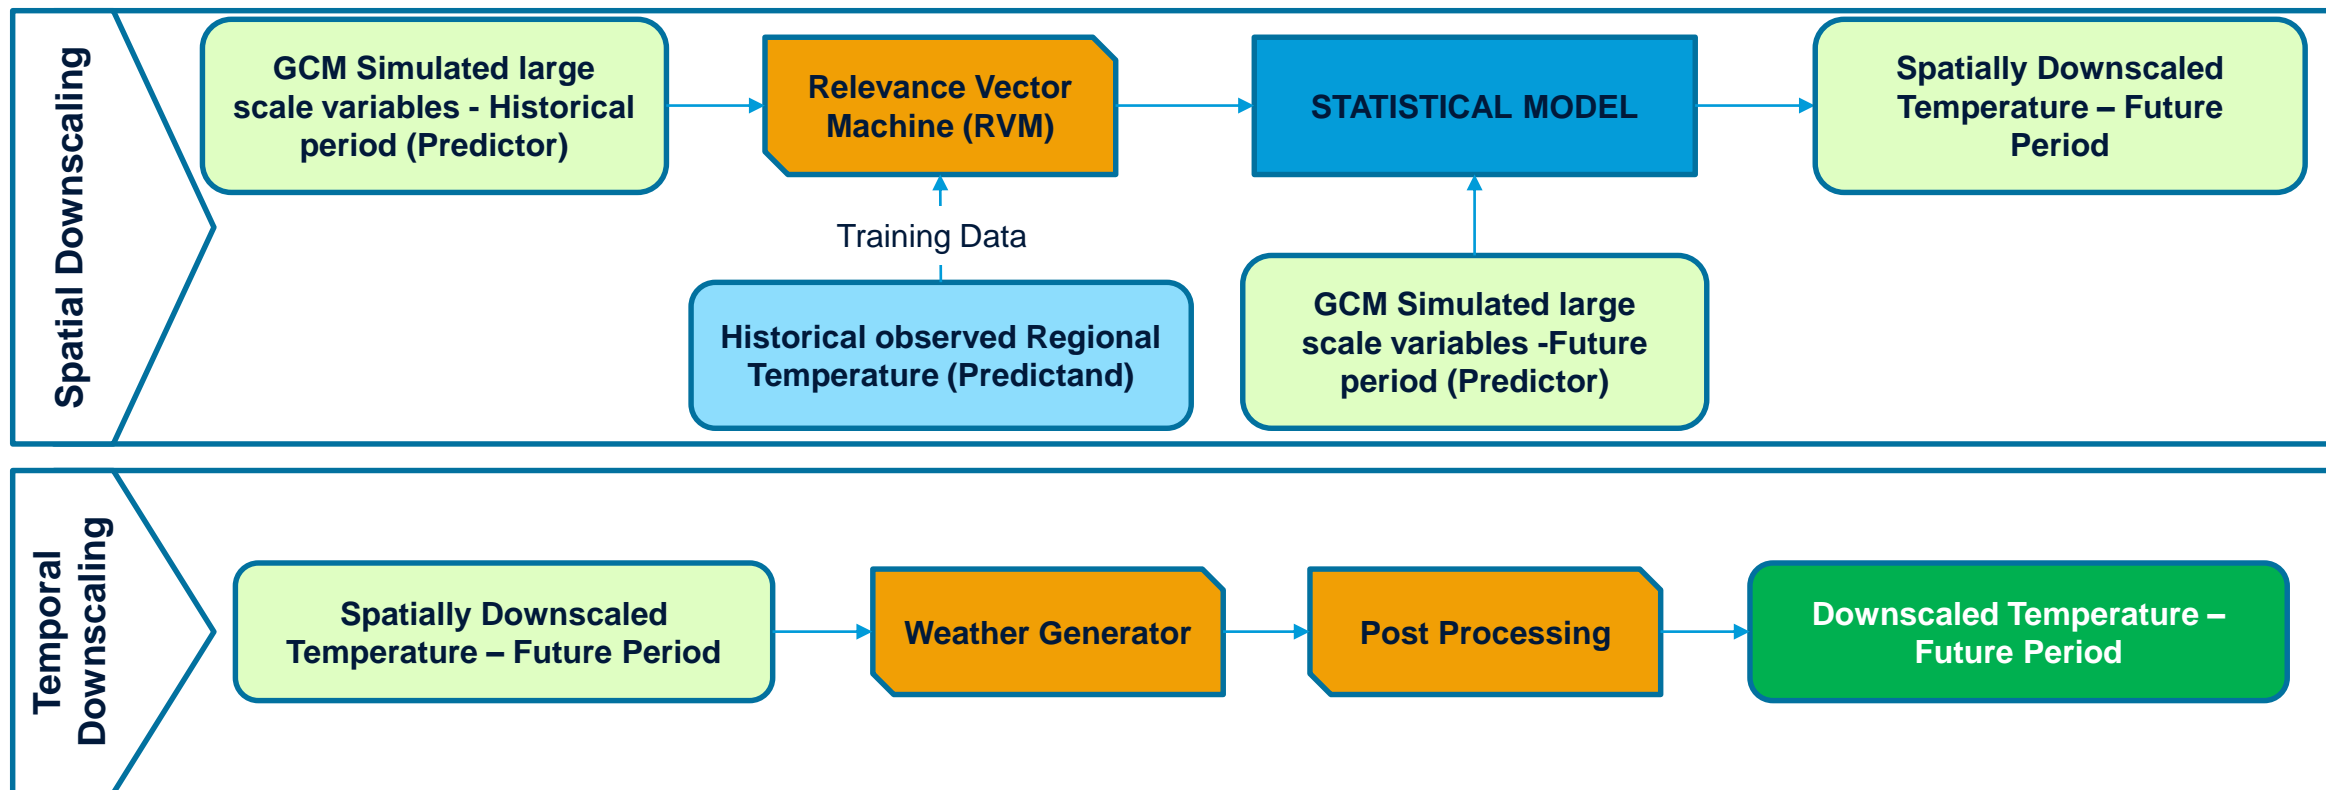 Spatial Downscaling
GCM Simulated large
scale variables - Historical
period (Predictor)
Relevance Vector
Machine (RVM)
STATISTICAL MODEL
Spatially Downscaled
Temperature – Future
Period
Training Data
Historical observed Regional
Temperature (Predictand)
GCM Simulated large
scale variables -Future
period (Predictor)
Temporal
Downscaling
Spatially Downscaled
Temperature – Future Period
Weather Generator
Post Processing
Downscaled Temperature –
Future Period